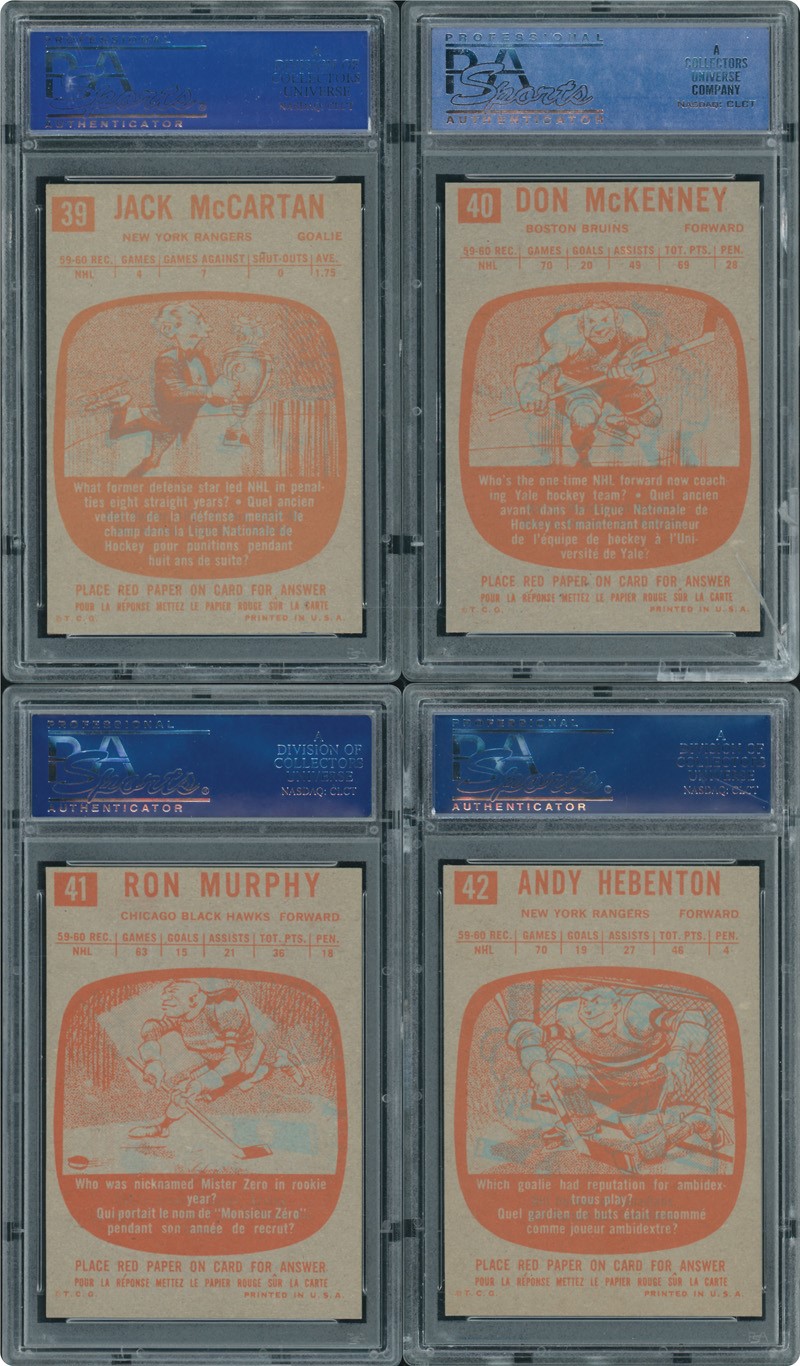 PROFESSIONAL
PSA
Sports
AUTHENTICATOR
A
DIVISION OF
COLLECTORS
UNIVERSE
NASDAQ: CLCT
39 JACK McCARTAN
NEW YORK RANGERS GOALIE
59-60 REC. GAMES GAMES AGAINST SHUT-OUTS AVE.
NHL 4 7 0 1.75
What former defense star led NHL in penal-
ties eight straight years? • Quel ancien
vedette de la défense menait le
champ dans la Ligue Nationale de
Hockey pour punitions pendant
huit ans de suite?
PLACE RED PAPER ON CARD FOR ANSWER
POUR LA RÉPONSE METTEZ LE PAPIER ROUGE SUR LA CARTE
© T.C.G. PRINTED IN U.S.A.
PROFESSIONAL
PSA
Sports
AUTHENTICATOR
A
COLLECTORS
UNIVERSE
COMPANY
NASDAQ: CLCT
40 DON McKENNEY
BOSTON BRUINS FORWARD
59-60 REC. GAMES GOALS ASSISTS TOT. PTS. PEN.
NHL 70 20 49 69 28
Who's the one time NHL forward now coach-
ing Yale hockey team? • Quel ancien
avant dans la Ligue Nationale de
Hockey est maintenant entraineur
de l'équipe de hockey à l'Uni-
versité de Yale?
PLACE RED PAPER ON CARD FOR ANSWER
POUR LA RÉPONSE METTEZ LE PAPIER ROUGE SUR LA CARTE
© T.C.G. PRINTED IN U.S.A.
PROFESSIONAL
PSA
Sports
AUTHENTICATOR
A
DIVISION OF
COLLECTORS
UNIVERSE
NASDAQ: CLCT
41 RON MURPHY
CHICAGO BLACK HAWKS FORWARD
59-60 REC. GAMES GOALS ASSISTS TOT. PTS. PEN.
NHL 63 15 21 36 18
Who was nicknamed Mister Zero in rookie
year?
Qui portait le nom de "Monsieur Zéro"
pendant son année de recrut?
PLACE RED PAPER ON CARD FOR ANSWER
POUR LA RÉPONSE METTEZ LE PAPIER ROUGE SUR LA CARTE
© T.C.G. PRINTED IN U.S.A.
PROFESSIONAL
PSA
Sports
AUTHENTICATOR
A
DIVISION OF
COLLECTORS
UNIVERSE
NASDAQ: CLCT
42 ANDY HEBENTON
NEW YORK RANGERS FORWARD
59-60 REC. GAMES GOALS ASSISTS TOT. PTS. PEN.
NHL 70 19 27 46 4
Which goalie had reputation for ambidex-
trous play?
Quel gardien de buts était renommé
comme joueur ambidextre?
PLACE RED PAPER ON CARD FOR ANSWER
POUR LA RÉPONSE METTEZ LE PAPIER ROUGE SUR LA CARTE
© T.C.G. PRINTED IN U.S.A.